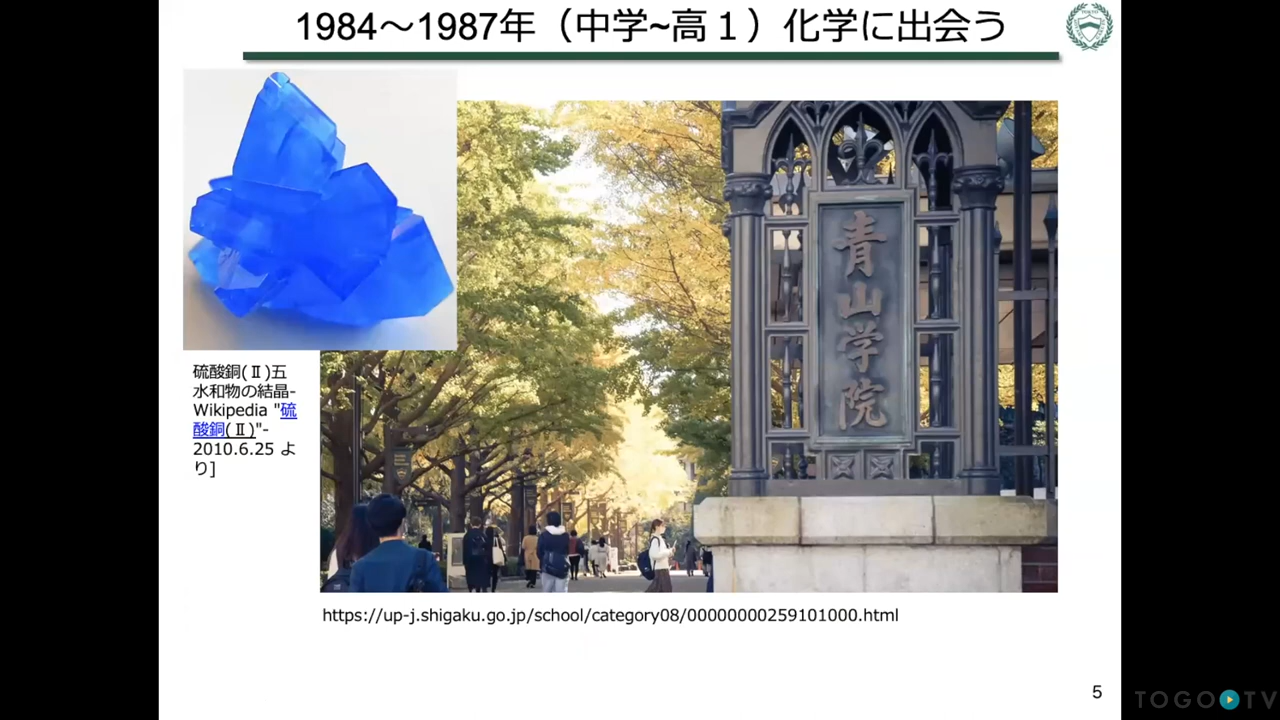 1984～1987年（中学~高１）化学に出会う
青山学院
硫酸銅(Ⅱ)五
水和物の結晶-
Wikipedia "硫
酸銅(Ⅱ)"-
2010.6.25 よ
り]
https://up-j.shigaku.go.jp/school/category08/00000000259101000.html
5
TOGOTV